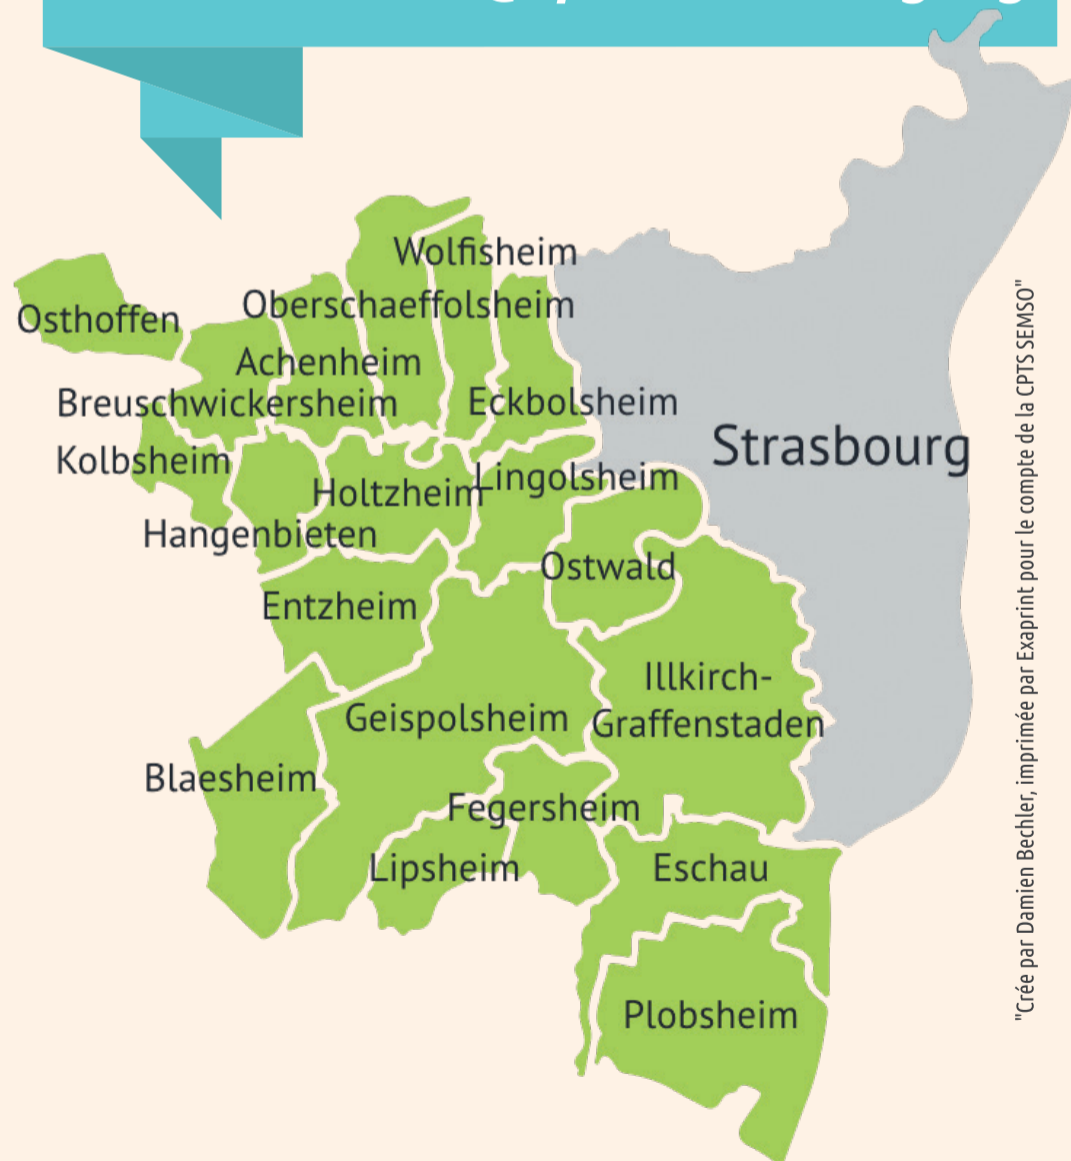 Wolfisheim
Oberschaeffolsheim
Osthoffen
Achenheim
Breuschwickersheim
Eckbolsheim
Strasbourg
Kolbsheim
Lingolsheim
Holtzheim
Hangenbieten
Ostwald
Entzheim
Illkirch-
Graffenstaden
Geispolsheim
Blaesheim
Fegersheim
Lipsheim
Eschau
Plobsheim
"Crée par Damien Bechler, imprimée par Exaprint pour le compte de la CPTS SEMSO"